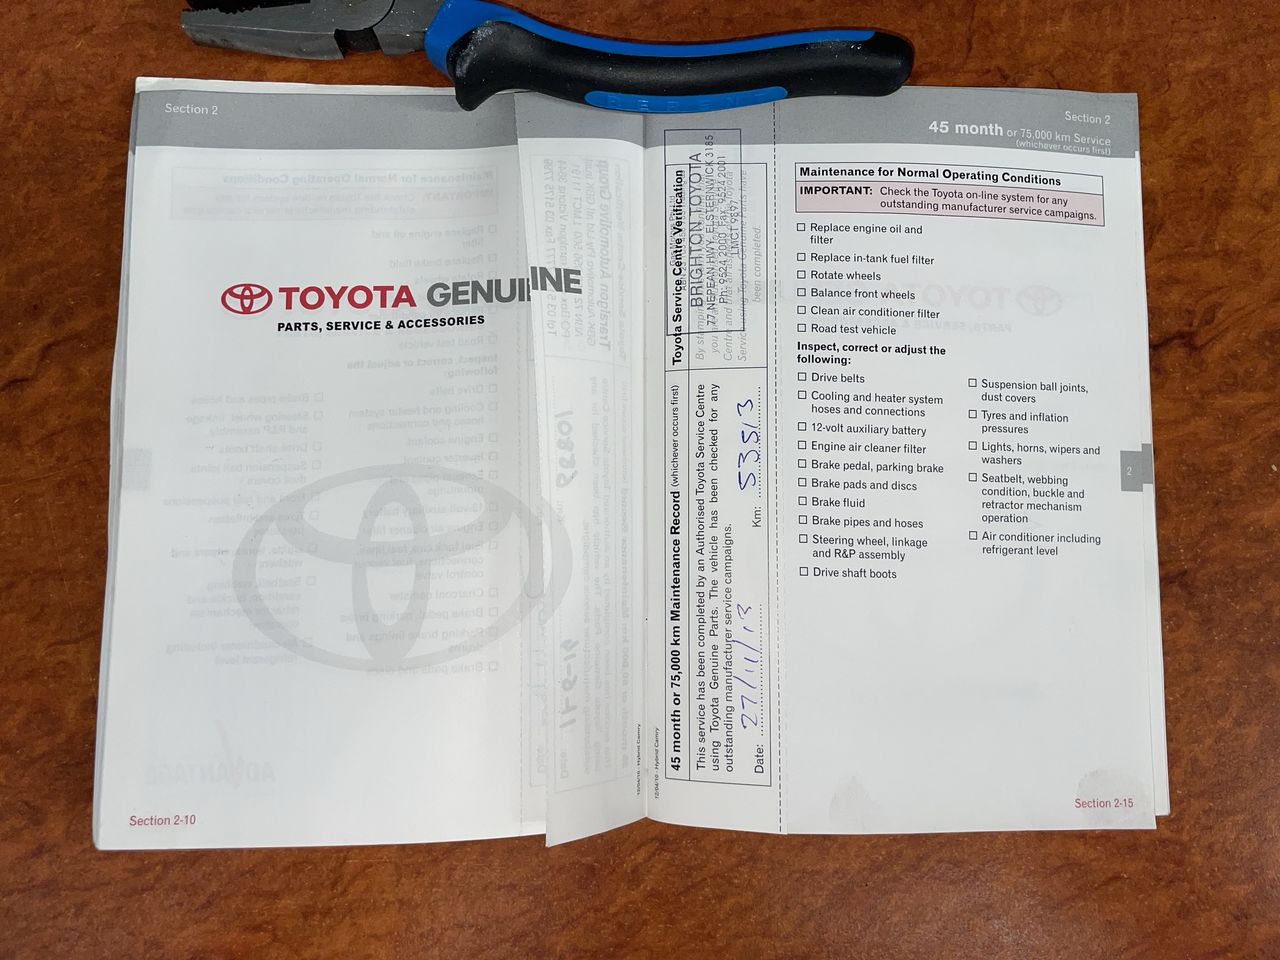 Section 2
TOYOTA GENUINE
PARTS, SERVICE & ACCESSORIES
Section 2-10
12/04/10 - Hybrid Camry
45 month or 75,000 km Maintenance Record (whichever occurs first)
This service has been completed by an Authorised Toyota Service Centre
using Toyota Genuine Parts. The vehicle has been checked for any
outstanding manufacturer service campaigns.
Date: 27/11/13 Km: 53513
Toyota Service Centre Verification
BRIGHTON TOYOTA
77 NEPEAN HWY, ELSTERNWICK 3185
Ph: 9524 2000 Fax: 9524 2001
LMCT 9897
been completed.
Section 2
45 month or 75,000 km Service
(whichever occurs first)
Maintenance for Normal Operating Conditions
IMPORTANT: Check the Toyota on-line system for any
outstanding manufacturer service campaigns.
Replace engine oil and
filter
Replace in-tank fuel filter
Rotate wheels
Balance front wheels
Clean air conditioner filter
Road test vehicle
Inspect, correct or adjust the
following:
Drive belts
Cooling and heater system
hoses and connections
12-volt auxiliary battery
Engine air cleaner filter
Brake pedal, parking brake
Brake pads and discs
Brake fluid
Brake pipes and hoses
Steering wheel, linkage
and R&P assembly
Drive shaft boots
Suspension ball joints,
dust covers
Tyres and inflation
pressures
Lights, horns, wipers and
washers
Seatbelt, webbing
condition, buckle and
retractor mechanism
operation
Air conditioner including
refrigerant level
2
Section 2-15